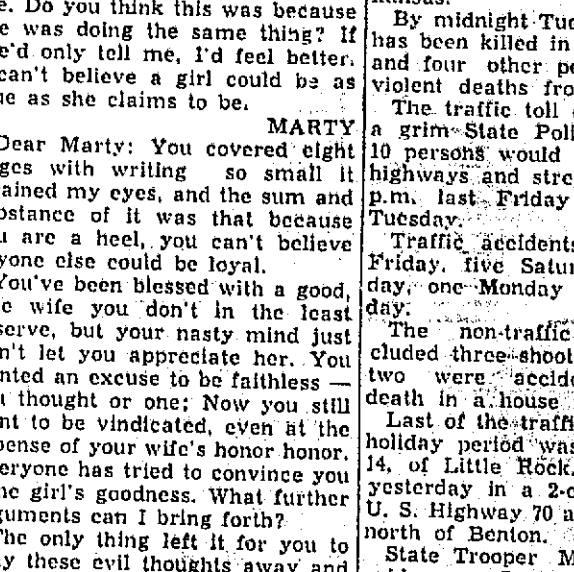 e. Do you think this was because
e was doing the same thing? If
e'd only tell me, I'd feel better.
can't believe a girl could be as
ne as she claims to be.
MARTY
Dear Marty: You covered eight
ges with writing so small it
ained my eyes, and the sum and
bstance of it was that because
u are a heel, you can't believe
yone else could be loyal.
You've been blessed with a good,
e wife you don't in the least
serve, but your nasty mind just
n't let you appreciate her. You
nted an excuse to be faithless —
u thought or one; Now you still
nt to be vindicated, even at the
pense of your wife's honor honor.
eryone has tried to convince you
he girl's goodness. What further
guments can I bring forth?
The only thing left it for you to
y these evil thoughts away and
By midnight Tue
has been killed in
and four other pe
violent deaths fro
The traffic toll
a grim State Poli
10 persons would
highways and stre
p.m. last Friday
Tuesday.
Traffic accidents
Friday, five Satur
day, one Monday
day.
The non-traffic
cluded three shoot
two were accide
death in a house
Last of the traffi
holiday period was
14, of Little Rock,
yesterday in a 2-c
U. S. Highway 70 a
north of Benton.
State Trooper M